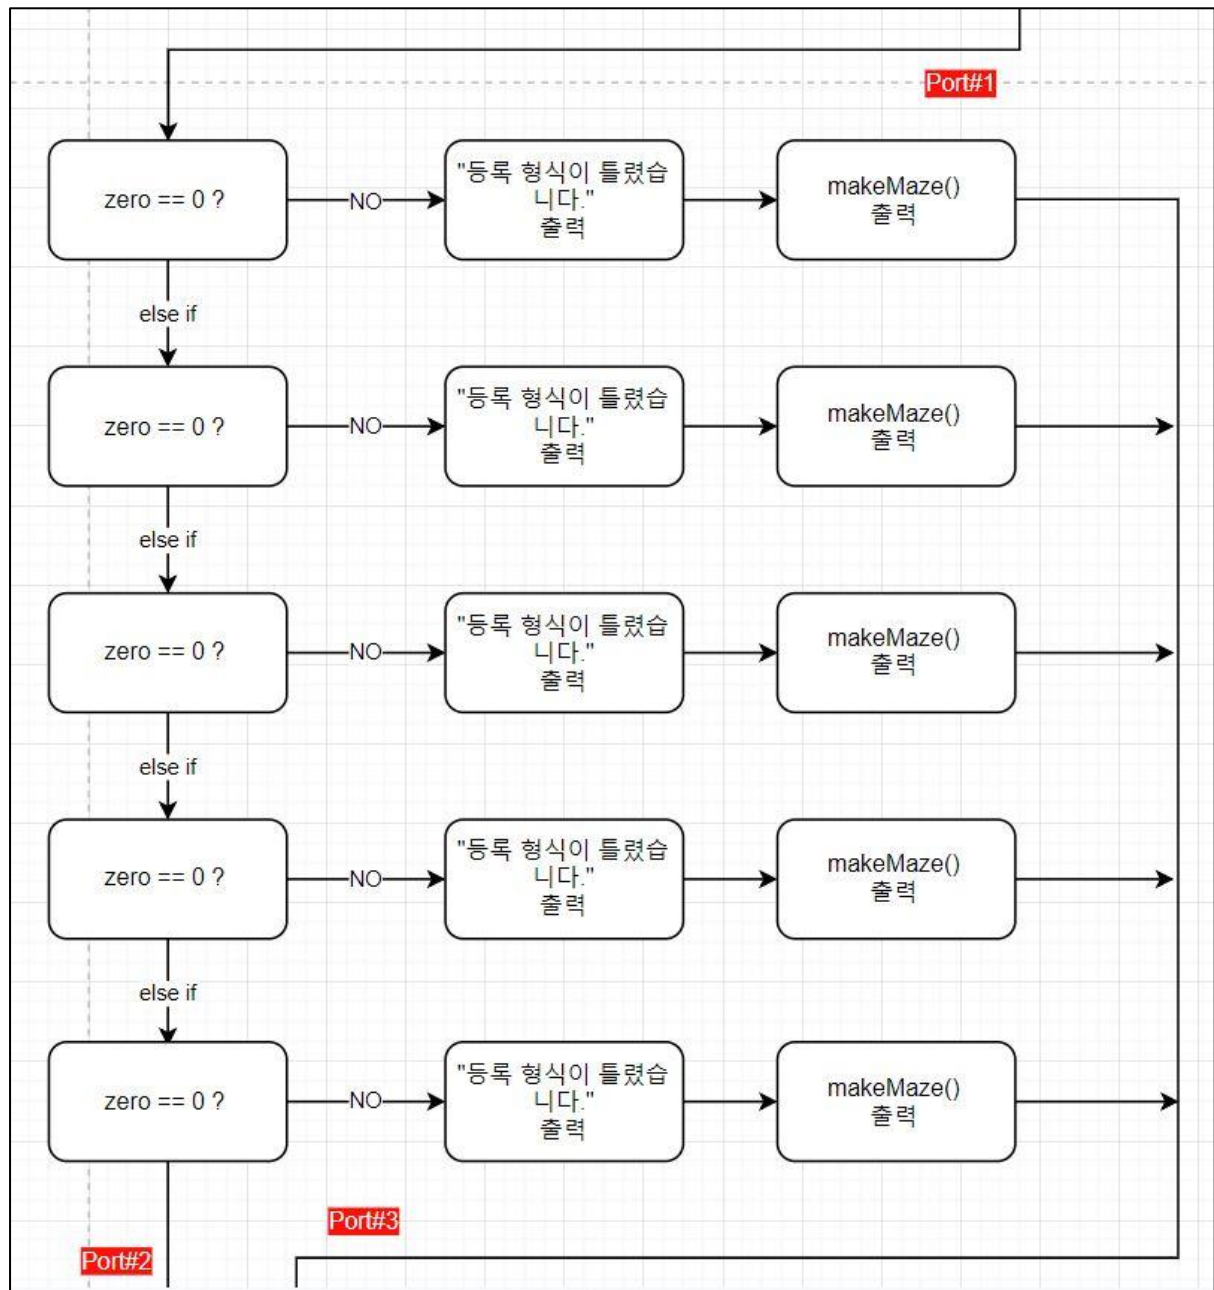 Port#1
zero == 0 ?
NO
"등록 형식이 틀렸습
니다."
출력
makeMaze()
출력
else if
zero == 0 ?
NO
"등록 형식이 틀렸습
니다."
출력
makeMaze()
출력
else if
zero == 0 ?
NO
"등록 형식이 틀렸습
니다."
출력
makeMaze()
출력
else if
zero == 0 ?
NO
"등록 형식이 틀렸습
니다."
출력
makeMaze()
출력
else if
zero == 0 ?
NO
"등록 형식이 틀렸습
니다."
출력
makeMaze()
출력
Port#3
Port#2